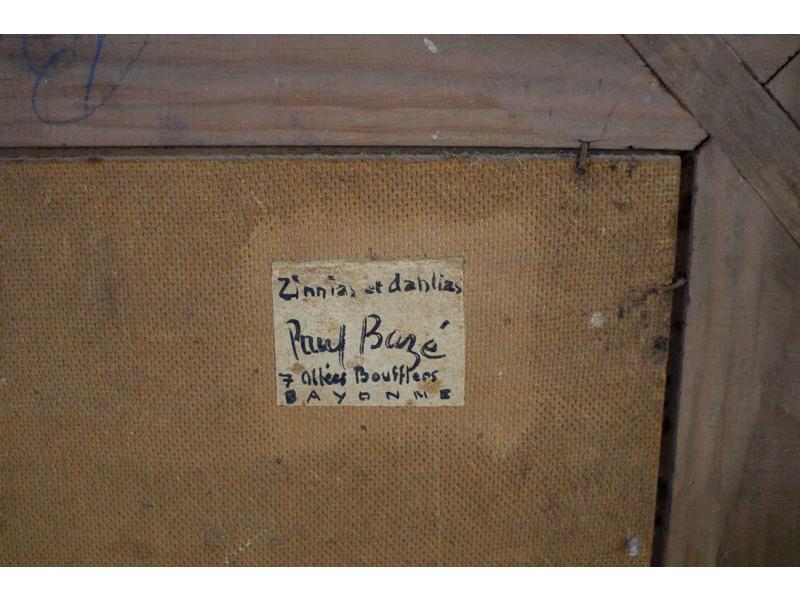 Zinnias et dahlias
Paul Bazé
7 Allées Boufflers
BAYONNE